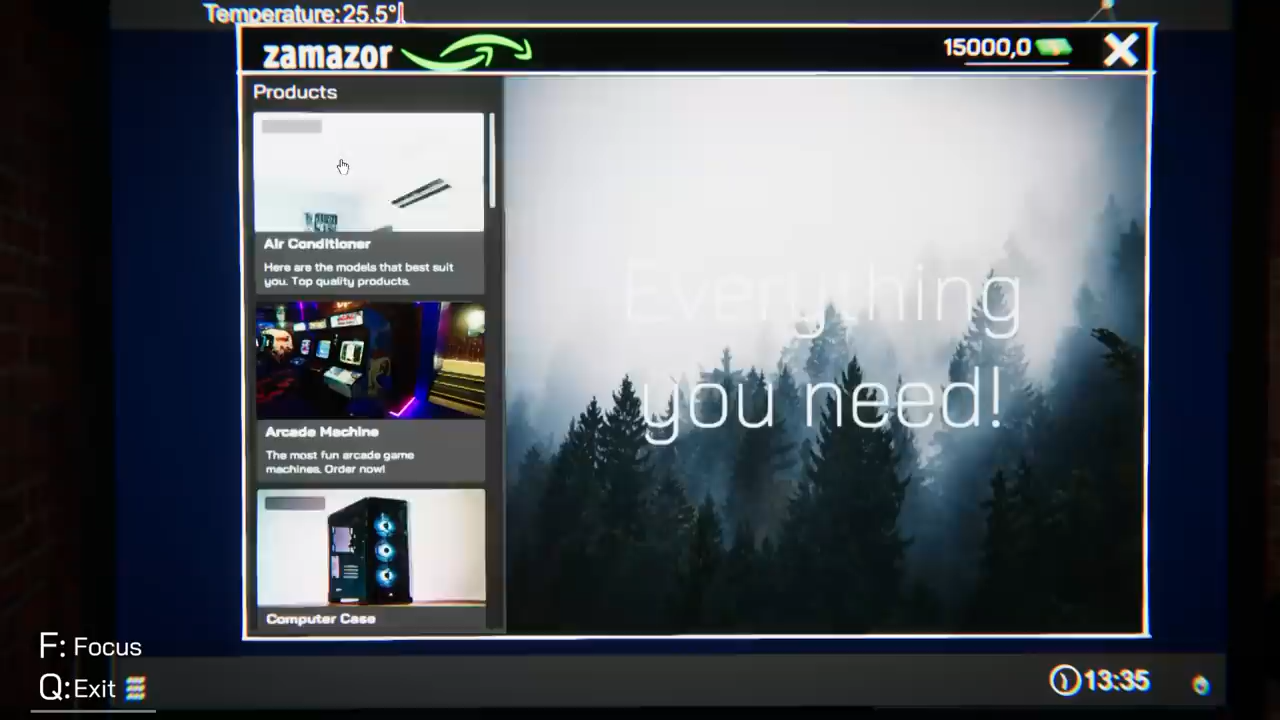 Temperature: 25.5°
zamazor
15000,0
Products
Air Conditioner
Here are the models that best suit
you. Top quality products.
Arcade Machine
The most fun arcade game
machines. Order now!
Computer Case
Everything
you need!
F: Focus
Q: Exit
13:35